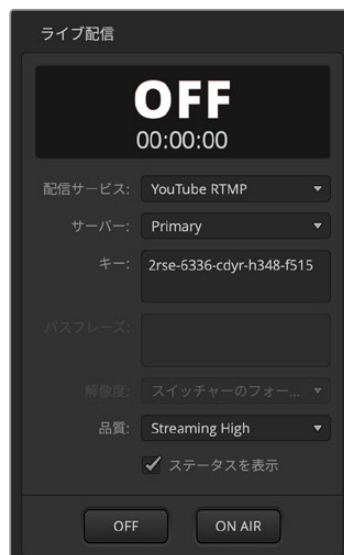 ライブ配信
OFF
00:00:00
配信サービス: YouTube RTMP
サーバー: Primary
キー: 2rse-6336-cdyr-h348-f515
パスフレーズ:
解像度: スイッチャーのフォー...
品質: Streaming High
ステータスを表示
OFF ON AIR